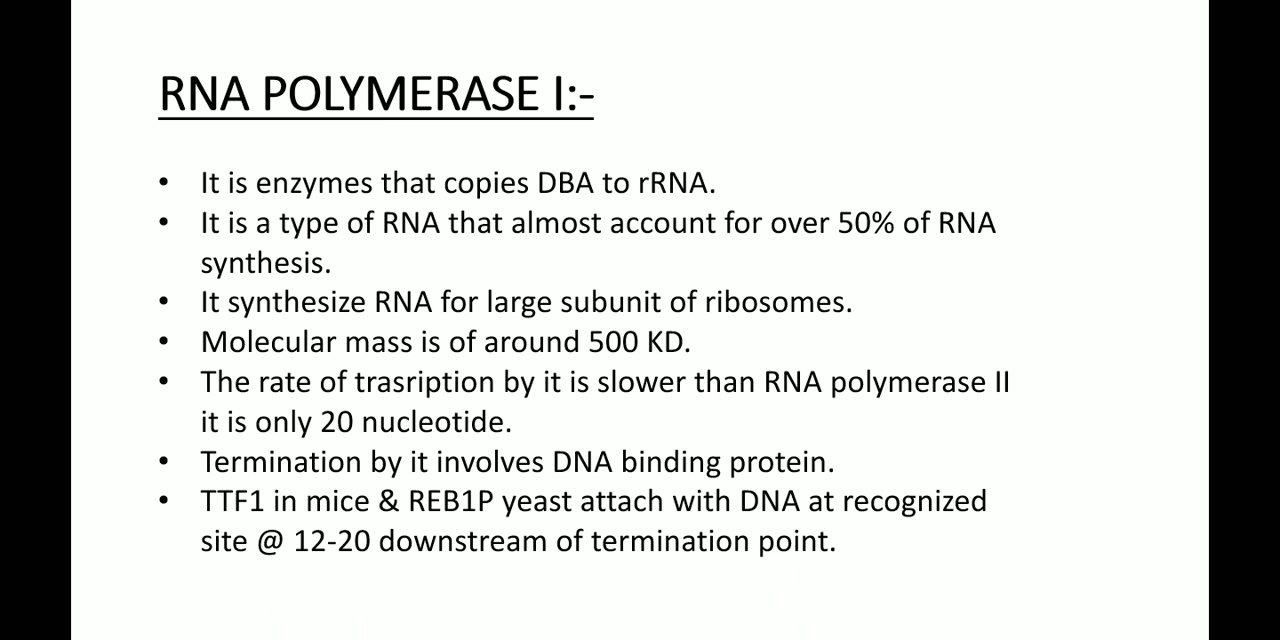 RNA POLYMERASE I:-
• It is enzymes that copies DBA to rRNA.
• It is a type of RNA that almost account for over 50% of RNA
synthesis.
• It synthesize RNA for large subunit of ribosomes.
• Molecular mass is of around 500 KD.
• The rate of trasription by it is slower than RNA polymerase II
it is only 20 nucleotide.
• Termination by it involves DNA binding protein.
• TTF1 in mice & REB1P yeast attach with DNA at recognized
site @ 12-20 downstream of termination point.